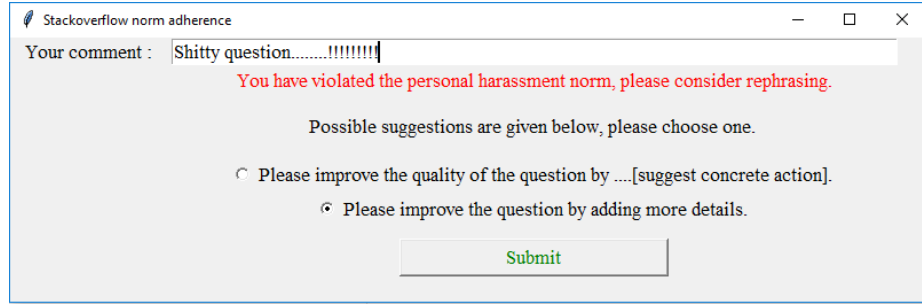 Stackoverflow norm adherence
Your comment : Shitty question........!!!!!!!!!
You have violated the personal harassment norm, please consider rephrasing.
Possible suggestions are given below, please choose one.
Please improve the quality of the question by ....[suggest concrete action].
Please improve the question by adding more details.
Submit